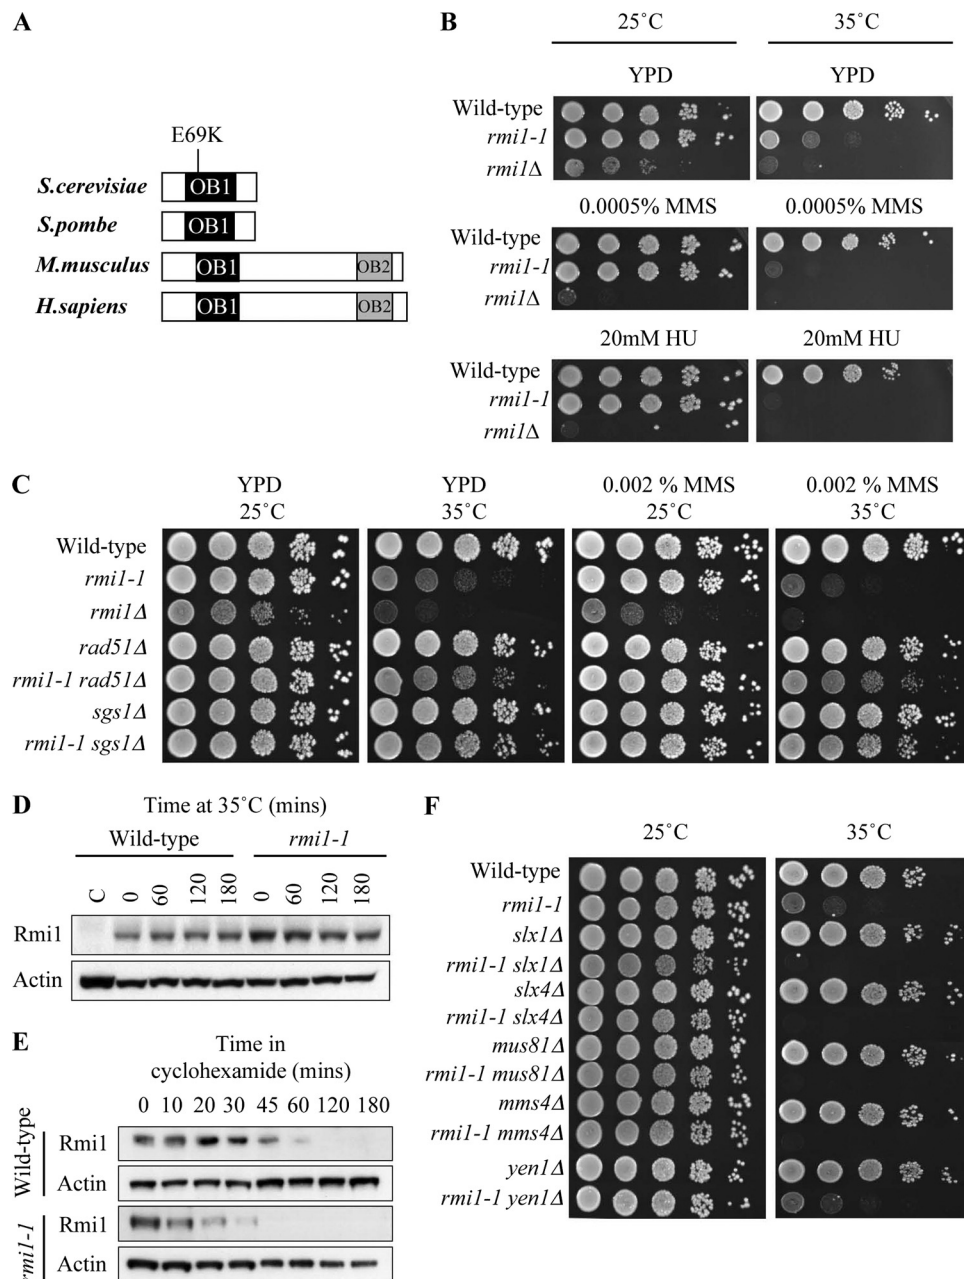 A
E69K
S.cerevisiae OB1
S.pombe OB1
M.musculus OB1 OB2
H.sapiens OB1 OB2
B
25˚C 35˚C
YPD YPD
Wild-type
rmi1-1
rmi1Δ
0.0005% MMS 0.0005% MMS
Wild-type
rmi1-1
rmi1Δ
20mM HU 20mM HU
Wild-type
rmi1-1
rmi1Δ
C
YPD YPD 0.002 % MMS 0.002 % MMS
25˚C 35˚C 25˚C 35˚C
Wild-type
rmi1-1
rmi1Δ
rad51Δ
rmi1-1 rad51Δ
sgs1Δ
rmi1-1 sgs1Δ
D
Time at 35˚C (mins)
Wild-type rmi1-1
C 0 60 120 180 0 60 120 180
Rmi1
Actin
E
Time in
cyclohexamide (mins)
0 10 20 30 45 60 120 180
Wild-type
Rmi1
Actin
rmi1-1
Rmi1
Actin
F
25˚C 35˚C
Wild-type
rmi1-1
slx1Δ
rmi1-1 slx1Δ
slx4Δ
rmi1-1 slx4Δ
mus81Δ
rmi1-1 mus81Δ
mms4Δ
rmi1-1 mms4Δ
yen1Δ
rmi1-1 yen1Δ